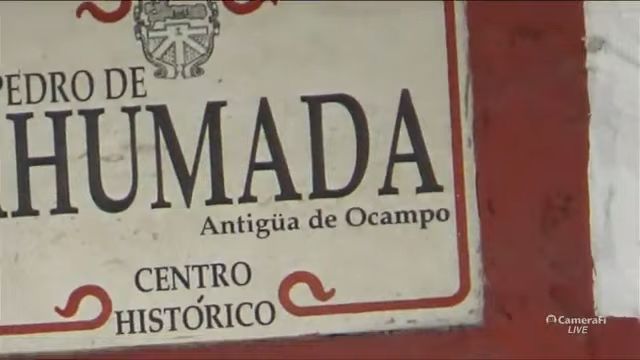 PEDRO DE
AHUMADA
Antigüa de Ocampo
CENTRO
HISTÓRICO
CameraFi
LIVE